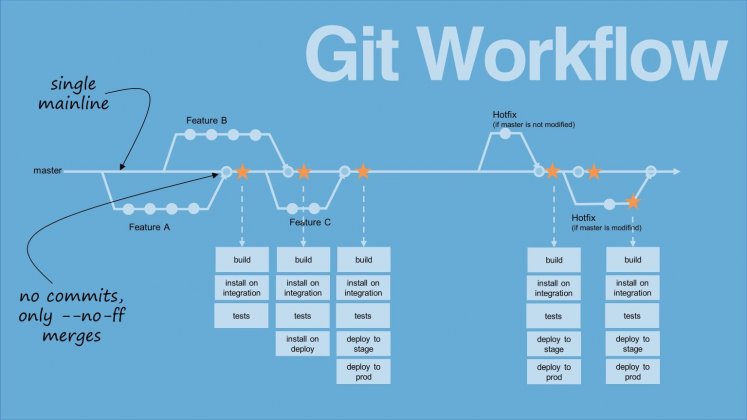 Git Workflow
single
mainline
Feature B
Hotfix
(if master is not modified)
master
Feature A
Feature C
Hotfix
(if master is modified)
no commits,
only --no-ff
merges
build
install on
integration
tests
build
install on
integration
tests
install on
deploy
build
install on
integration
tests
deploy to
stage
deploy to
prod
build
install on
integration
tests
deploy to
stage
deploy to
prod
build
install on
integration
tests
deploy to
stage
deploy to
prod